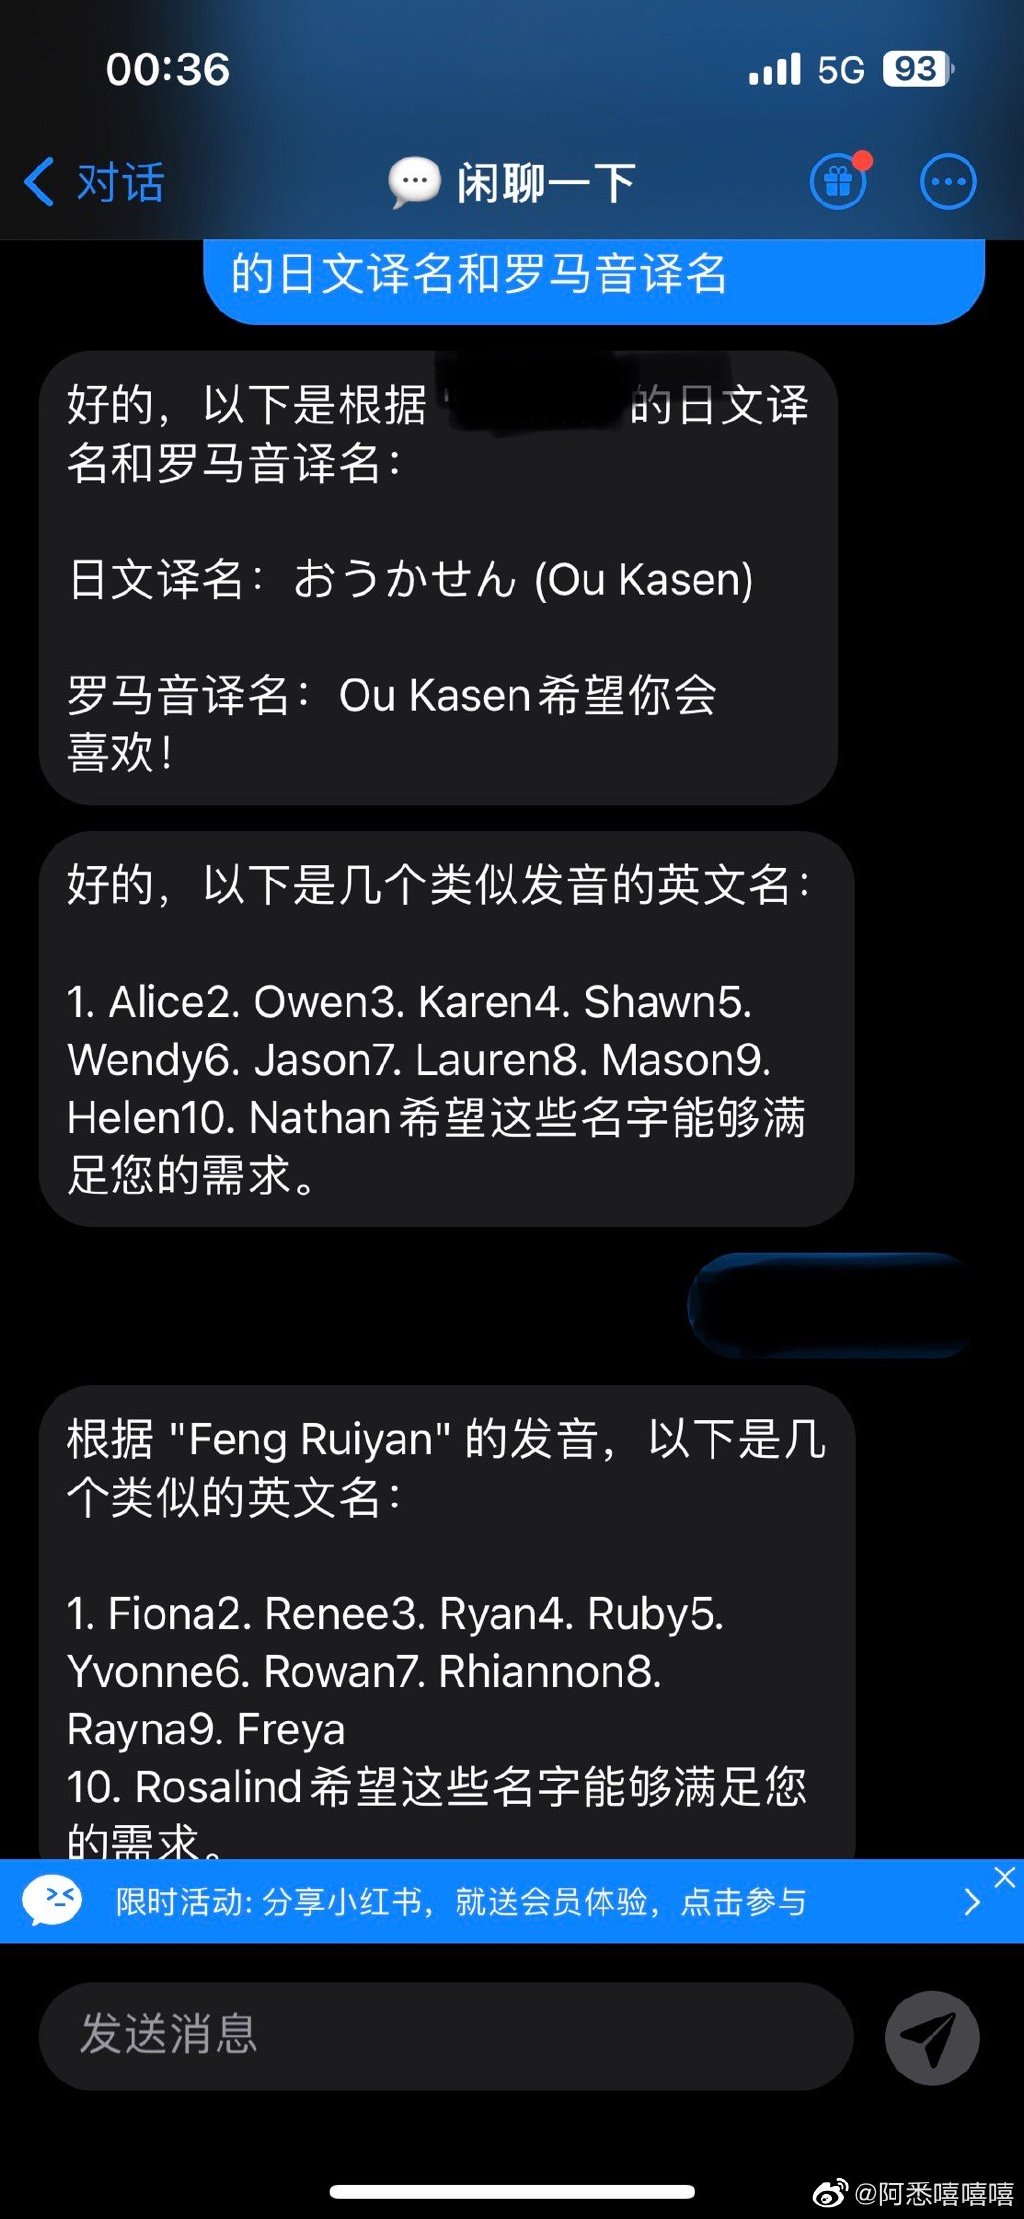 00:36
5G 93
对话
闲聊一下
的日文译名和罗马音译名
好的，以下是根据 的日文译
名和罗马音译名：
日文译名：おうかせん (Ou Kasen)
罗马音译名：Ou Kasen希望你会
喜欢！
好的，以下是几个类似发音的英文名：
1. Alice2. Owen3. Karen4. Shawn5.
Wendy6. Jason7. Lauren8. Mason9.
Helen10. Nathan希望这些名字能够满
足您的需求。
根据 "Feng Ruiyan" 的发音，以下是几
个类似的英文名：
1. Fiona2. Renee3. Ryan4. Ruby5.
Yvonne6. Rowan7. Rhiannon8.
Rayna9. Freya
10. Rosalind希望这些名字能够满足您
的需求。
限时活动: 分享小红书，就送会员体验，点击参与
发送消息
@阿悉嘻嘻嘻